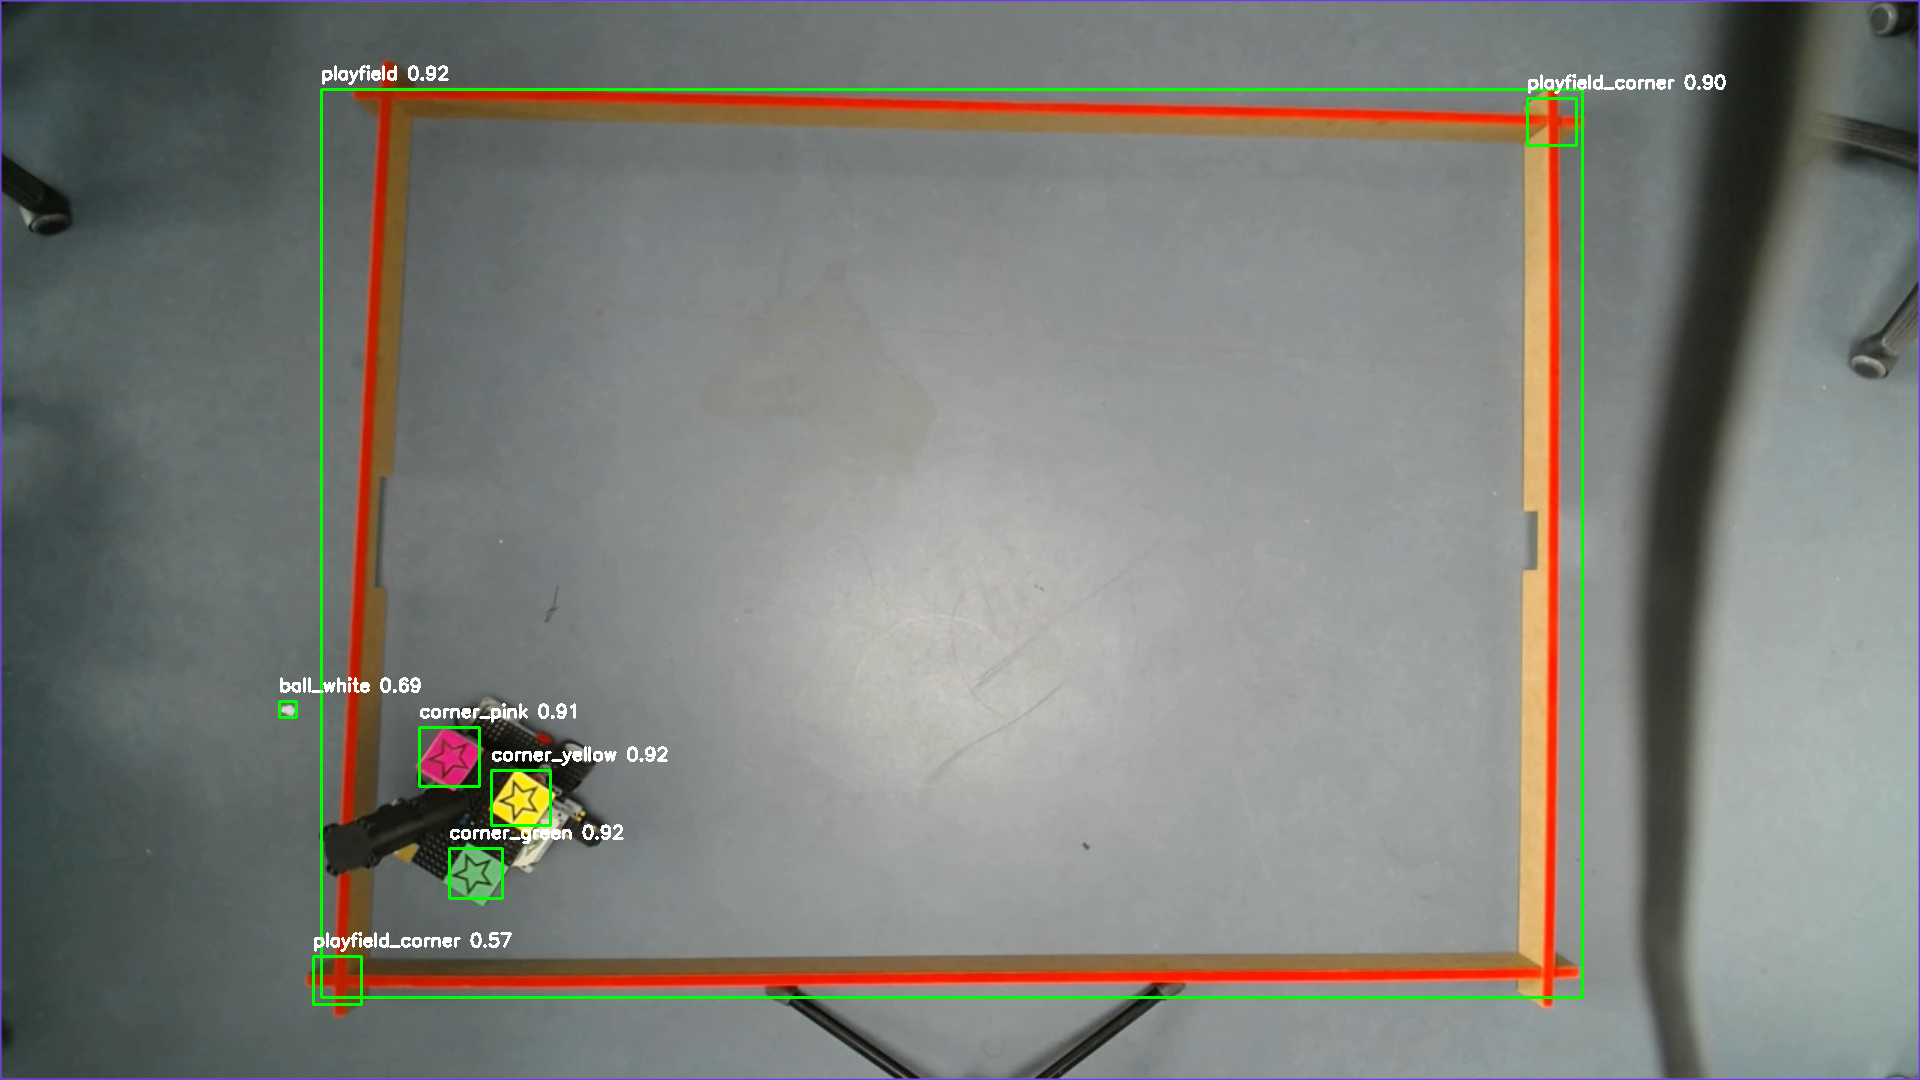 playfield 0.92
playfield_corner 0.90
ball_white 0.69
corner_pink 0.91
corner_yellow 0.92
corner_green 0.92
playfield_corner 0.57